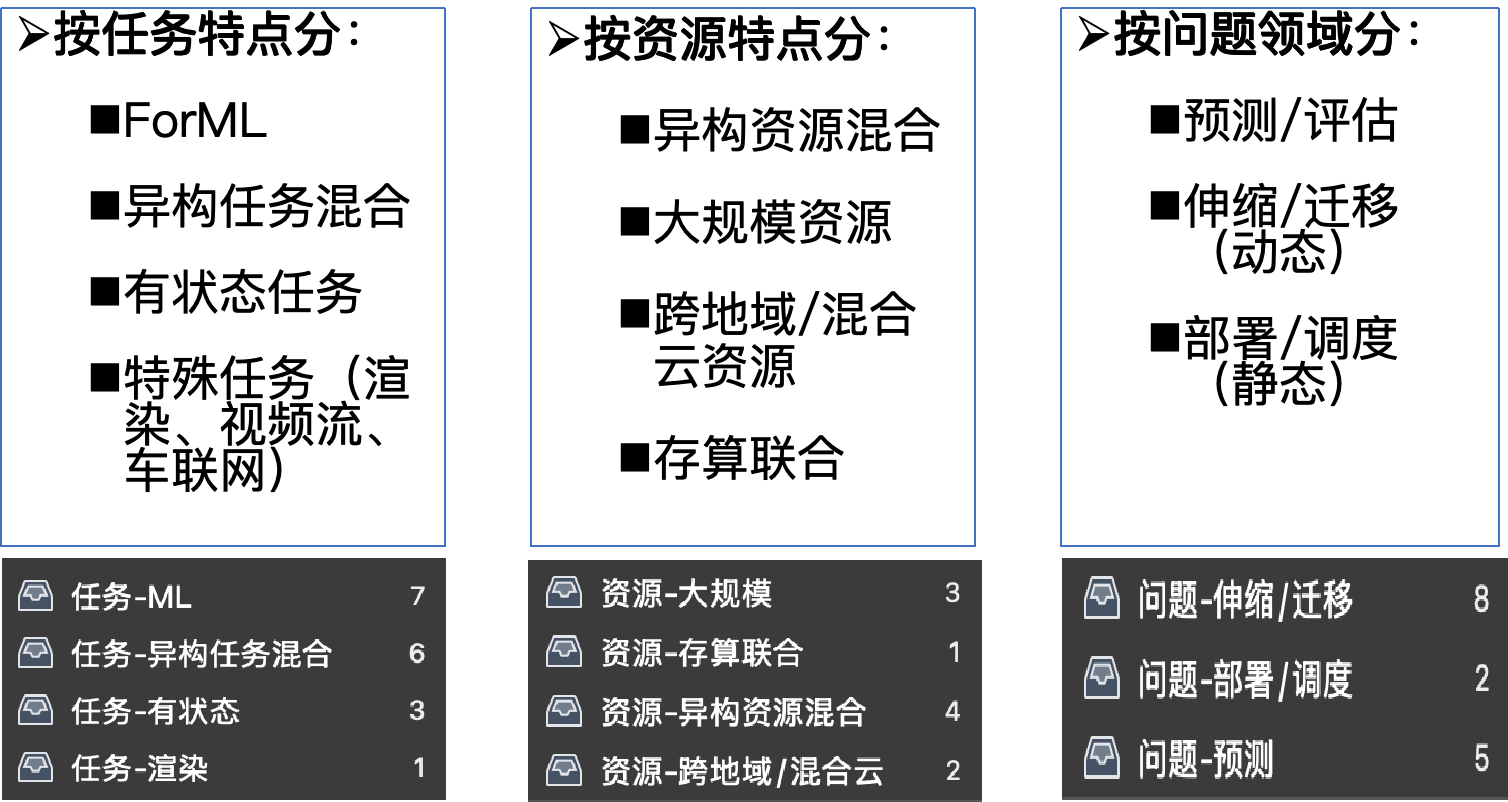 ➢按任务特点分：
■ForML
■异构任务混合
■有状态任务
■特殊任务（渲
染、视频流、
车联网）
➢按资源特点分：
■异构资源混合
■大规模资源
■跨地域/混合
云资源
■存算联合
➢按问题领域分：
■预测/评估
■伸缩/迁移
（动态）
■部署/调度
（静态）
任务-ML 7
任务-异构任务混合 6
任务-有状态 3
任务-渲染 1
资源-大规模 3
资源-存算联合 1
资源-异构资源混合 4
资源-跨地域/混合云 2
问题-伸缩/迁移 8
问题-部署/调度 2
问题-预测 5